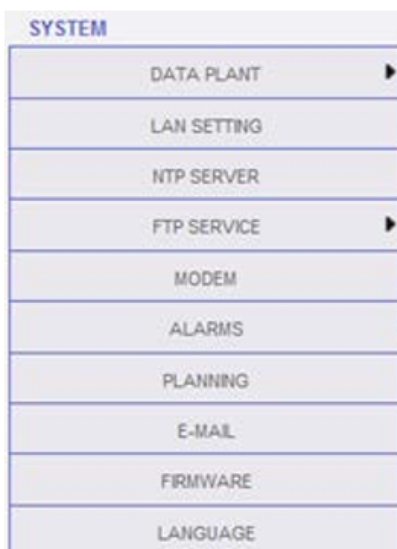 SYSTEM
DATA PLANT
LAN SETTING
NTP SERVER
FTP SERVICE
MODEM
ALARMS
PLANNING
E-MAIL
FIRMWARE
LANGUAGE